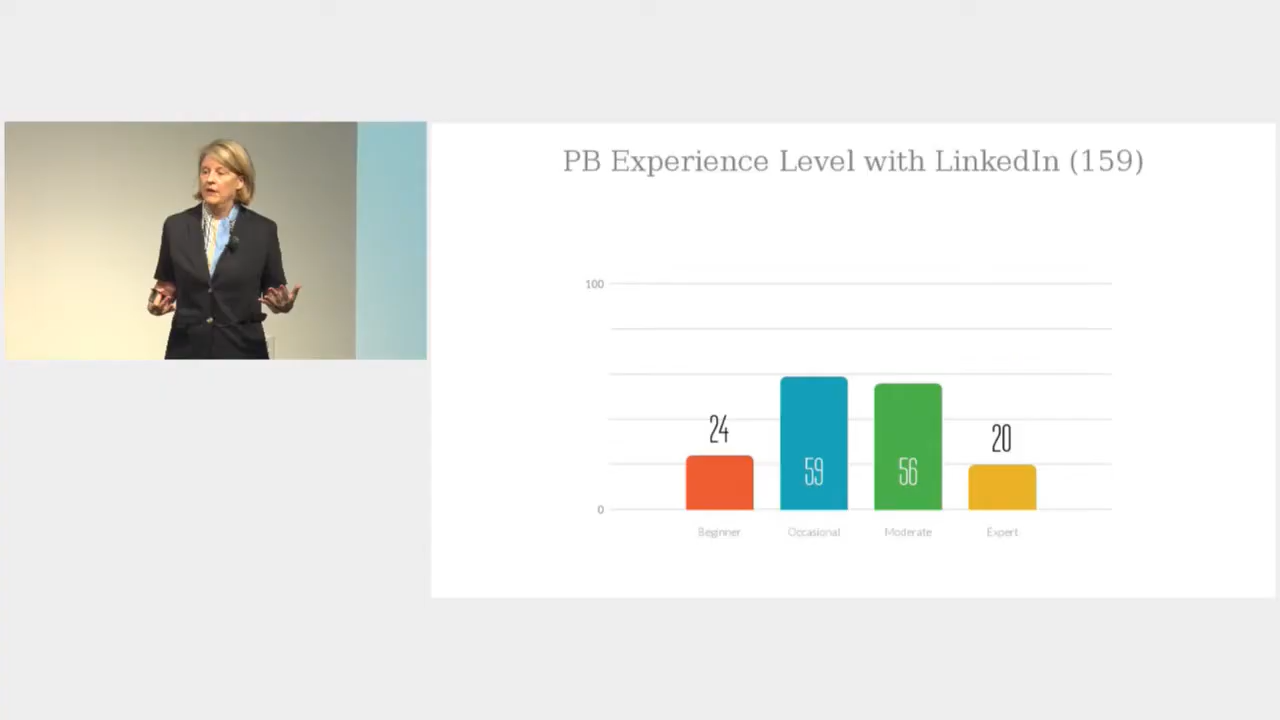 PB Experience Level with LinkedIn (159)
100
24
59
56
20
0
Beginner
Occasional
Moderate
Expert